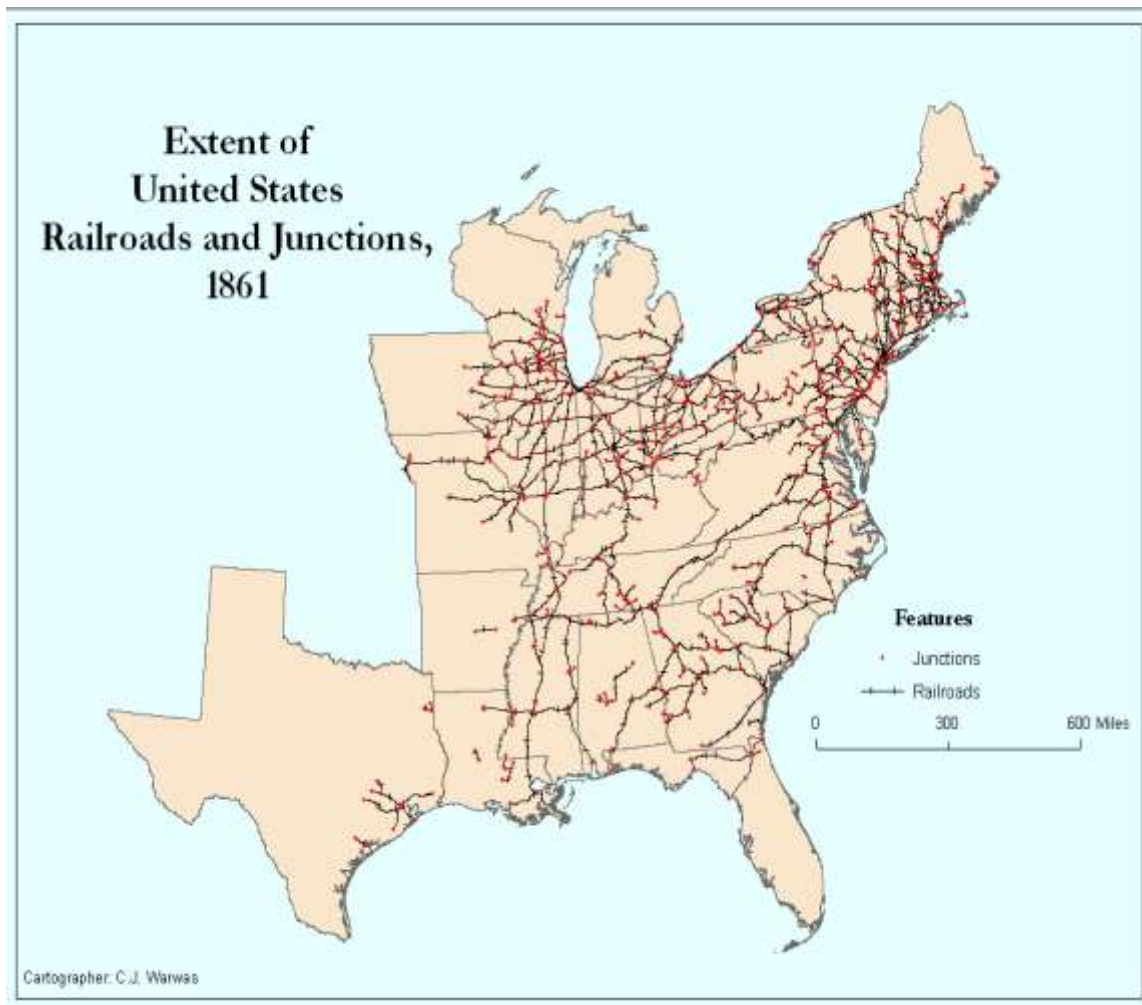 Extent of
United States
Railroads and Junctions,
1861
Features
Junctions
Railroads
0 300 600 Miles
Cartographer: C.J. Warwas